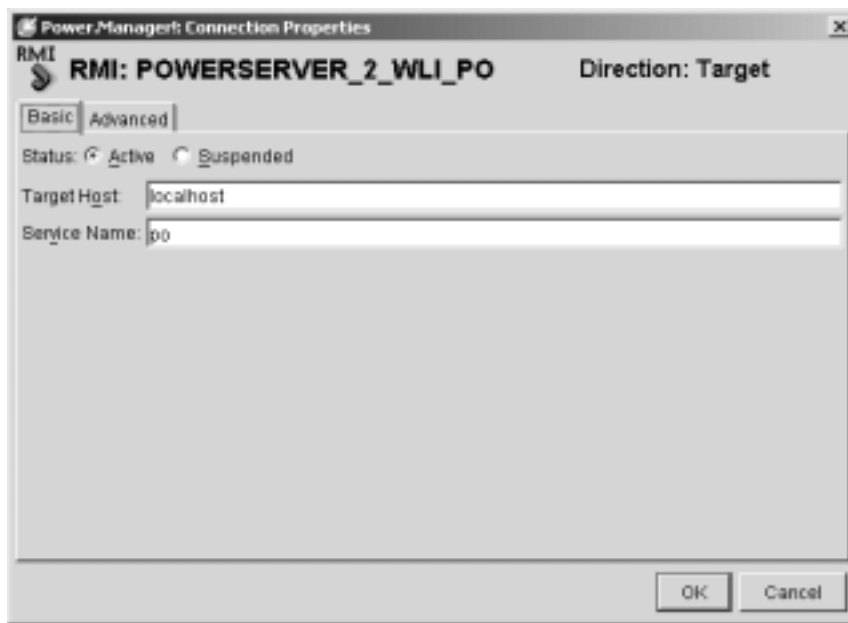 Power.Manager!: Connection Properties
RMI
RMI: POWERSERVER_2_WLI_PO Direction: Target
Basic Advanced
Status: Active Suspended
Target Host: localhost
Service Name: po
OK Cancel